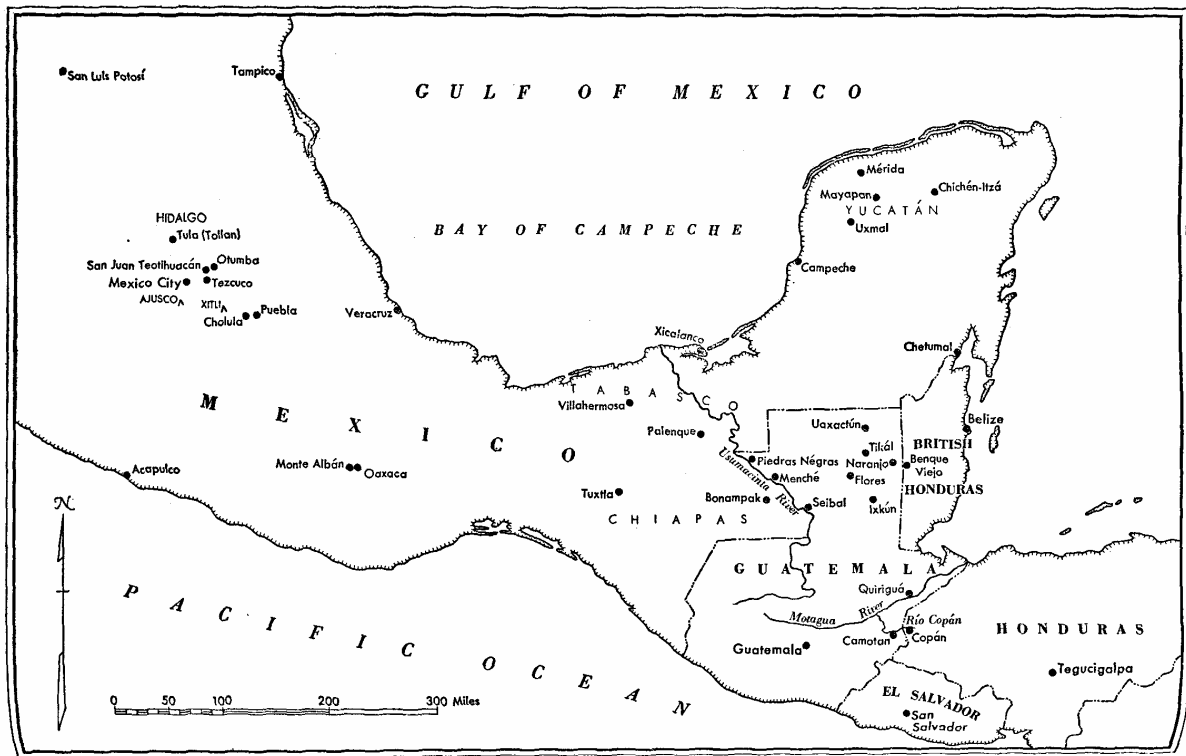 San Luis Potosí
Tampico
GULF OF MEXICO
Mérida
Mayapan
Chichén-Itzá
YUCATÁN
Uxmal
HIDALGO
Tula (Tollan)
BAY OF CAMPECHE
San Juan Teotihuacán
Otumba
Mexico City
Tezcuco
Campeche
AJUSCO
XITLI
Cholula
Puebla
Veracruz
Xicalanco
Chetumal
TABASCO
Villahermosa
MEXICO
Uaxactún
Belize
Palenque
Tikál
BRITISH
HONDURAS
Acapulco
Monte Albán
Oaxaca
Usumacinta
River
Piedras Négras
Naranjo
Benque
Viejo
Menché
Flores
N
Tuxtla
Bonampak
Seibal
Ixkún
CHIAPAS
GUATEMALA
Quiriguá
PACIFIC OCEAN
Motagua River
Río Copán
HONDURAS
Guatemala
Camotan
Copán
Tegucigalpa
EL SALVADOR
San
Salvador
0 50 100 200 300 Miles